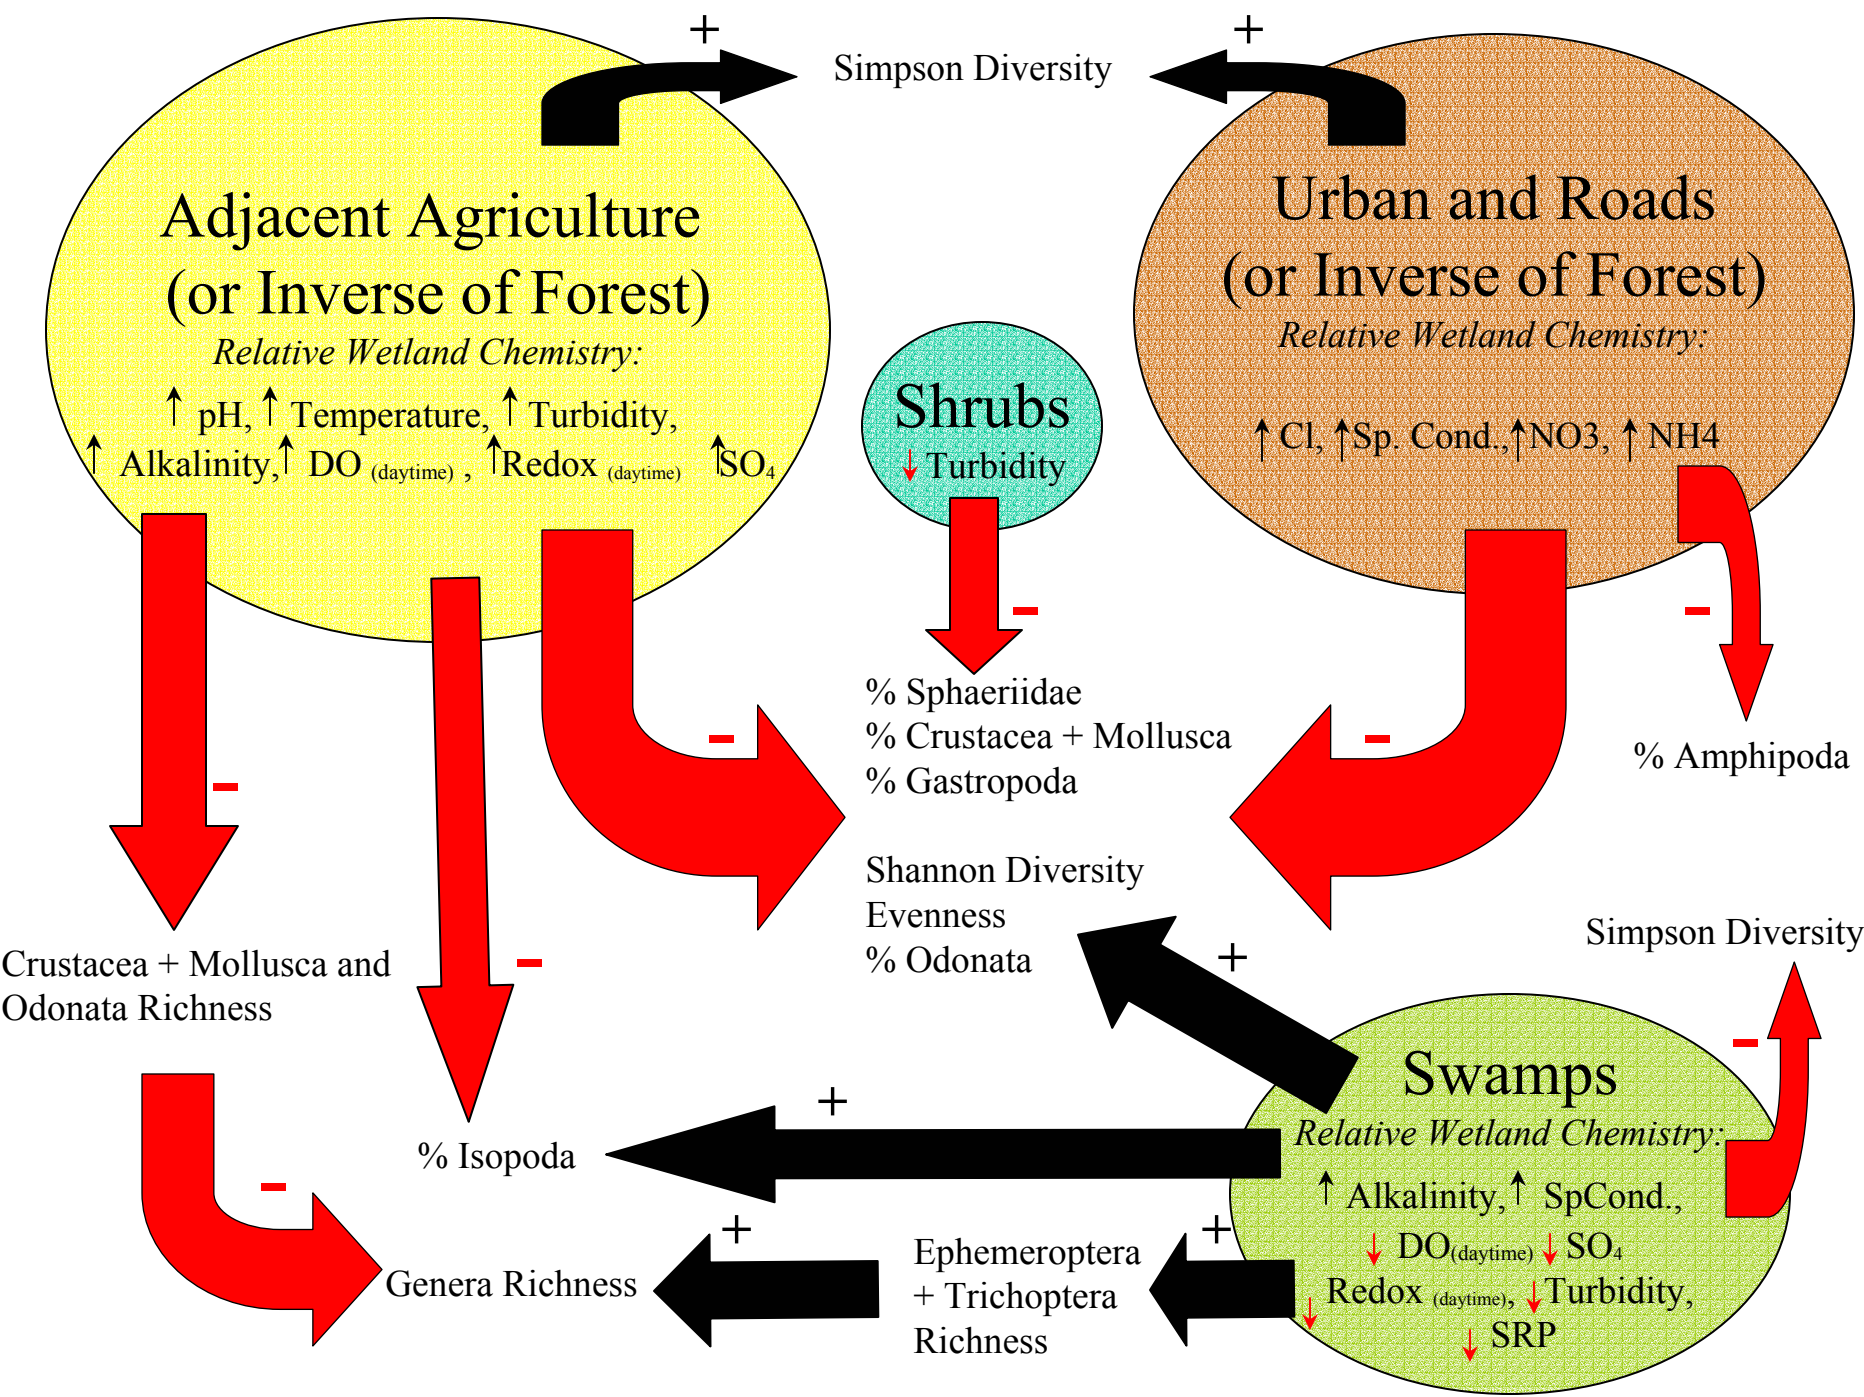 +
Simpson Diversity
+
Adjacent Agriculture
(or Inverse of Forest)
Relative Wetland Chemistry:
↑ pH, ↑ Temperature, ↑ Turbidity,
↑ Alkalinity, ↑ DO (daytime) , ↑Redox (daytime) ↑SO4
Urban and Roads
(or Inverse of Forest)
Relative Wetland Chemistry:
↑ Cl, ↑Sp. Cond.,↑NO3, ↑ NH4
Shrubs
↓ Turbidity
-
-
-
-
-
% Sphaeriidae
% Crustacea + Mollusca
% Gastropoda
% Amphipoda
Shannon Diversity
Evenness
% Odonata
+
-
Crustacea + Mollusca and
Odonata Richness
Simpson Diversity
-
Swamps
Relative Wetland Chemistry:
↑ Alkalinity, ↑ SpCond.,
↓ DO(daytime) ↓ SO4
↓ Redox (daytime), ↓Turbidity,
↓ SRP
+
% Isopoda
-
Genera Richness
+
Ephemeroptera
+ Trichoptera
Richness
+